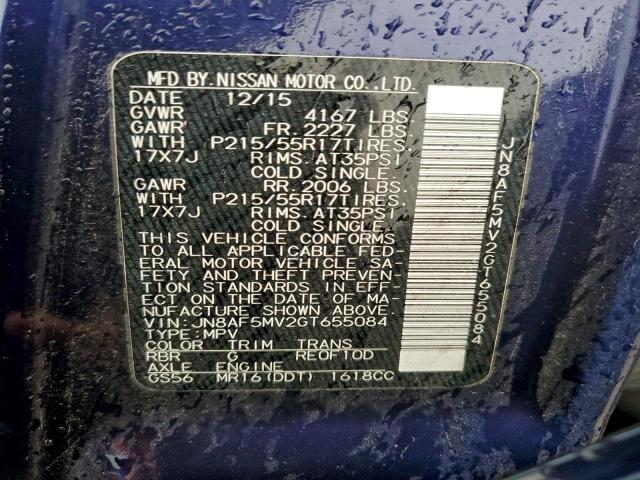 MFD BY.NISSAN MOTOR CO.,LTD.
DATE 12/15
GVWR 4167 LBS.
GAWR FR. 2227 LBS.
WITH P215/55R17TIRES.
17X7J RIMS.AT35PSI
COLD SINGLE.
GAWR RR. 2006 LBS.
WITH P215/55R17TIRES.
17X7J RIMS.AT35PSI
COLD SINGLE.
THIS VEHICLE CONFORMS
TO ALL APPLICABLE FED-
ERAL MOTOR VEHICLE SA-
FETY AND THEFT PREVEN-
TION STANDARDS IN EFF-
ECT ON THE DATE OF MA-
NUFACTURE SHOWN ABOVE.
VIN:JN8AF5MV2GT655084
TYPE:MPV
COLOR TRIM TRANS
RBR G RE0F10D
AXLE ENGINE
GS56 MR16(DDT) 1618CC
JN8AF5MV2GT655084